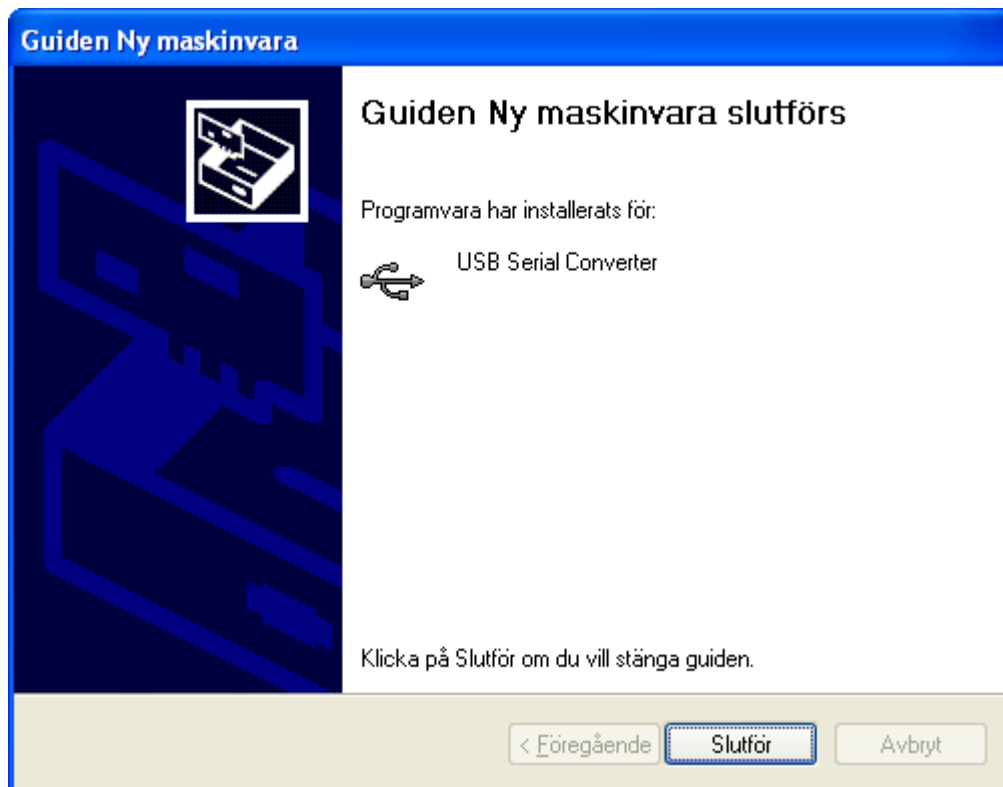 Guiden Ny maskinvara
Guiden Ny maskinvara slutförs
Programvara har installerats för:
USB Serial Converter
Klicka på Slutför om du vill stänga guiden.
< Föregående Slutför Avbryt